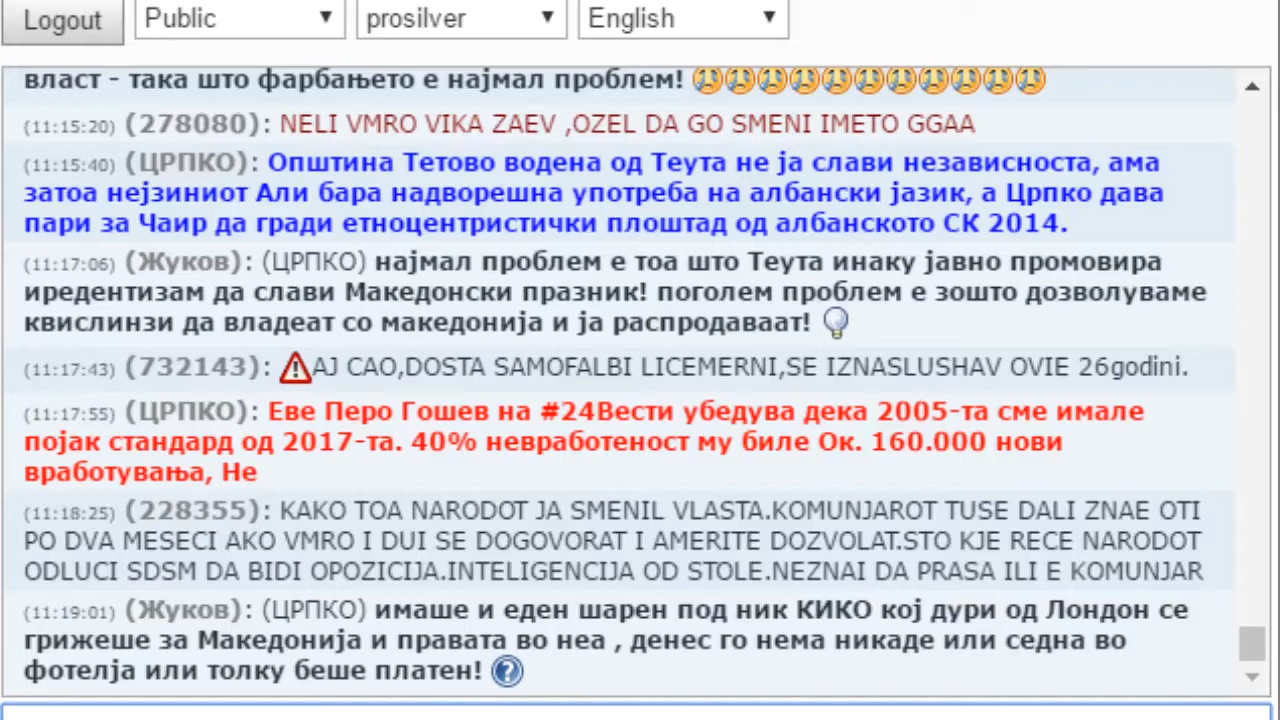 Logout Public prosilver English
власт - така што фарбањето е најмал проблем!
(11:15:20) (278080): NELI VMRO VIKA ZAEV ,OZEL DA GO SMENI IMETO GGAA
(11:15:40) (ЦРПКО): Општина Тетово водена од Теута не ја слави независноста, ама
затоа нејзиниот Али бара надворешна употреба на албански јазик, а Црпко дава
пари за Чаир да гради етноцентристички плоштад од албанското СК 2014.
(11:17:06) (Жуков): (ЦРПКО) најмал проблем е тоа што Теута инаку јавно промовира
иредентизам да слави Македонски празник! поголем проблем е зошто дозволуваме
квислинзи да владеат со македонија и ја распродаваат!
(11:17:43) (732143): AJ CAO,DOSTA SAMOFALBI LICEMERNI,SE IZNASLUSHAV OVIE 26godini.
(11:17:55) (ЦРПКО): Еве Перо Гошев на #24Вести убедува дека 2005-та сме имале
појак стандард од 2017-та. 40% невработеност му биле Ок. 160.000 нови
вработувања, Не
(11:18:25) (228355): KAKO TOA NARODOT JA SMENIL VLASTA.KOMUNJAROT TUSE DALI ZNAE OTI
PO DVA MESECI AKO VMRO I DUI SE DOGOVORAT I AMERITE DOZVOLAT.STO KJE RECE NARODOT
ODLUCI SDSM DA BIDI OPOZICIJA.INTELIGENCIJA OD STOLE.NEZNAI DA PRASA ILI E KOMUNJAR
(11:19:01) (Жуков): (ЦРПКО) имаше и еден шарен под ник КИКО кој дури од Лондон се
грижеше за Македонија и правата во неа , денес го нема никаде или седна во
фотелја или толку беше платен!